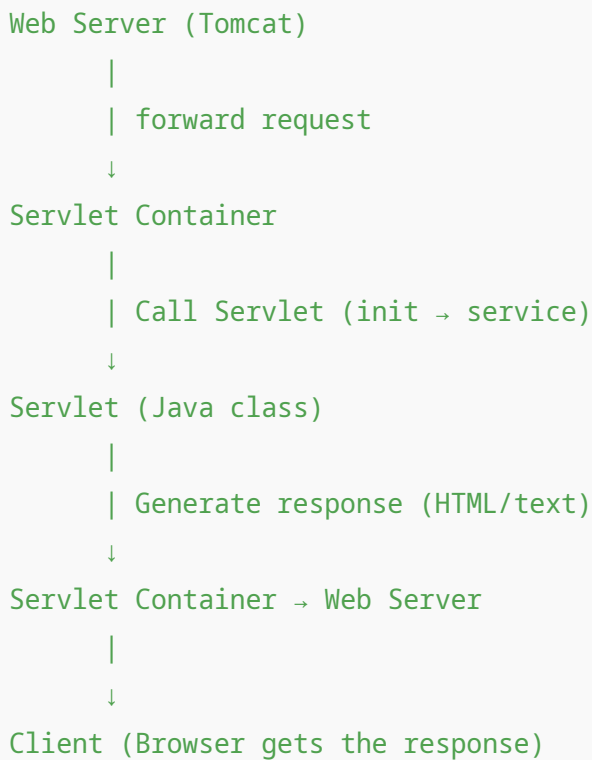 Web Server (Tomcat)
|
| forward request
↓
Servlet Container
|
| Call Servlet (init → service)
↓
Servlet (Java class)
|
| Generate response (HTML/text)
↓
Servlet Container → Web Server
|
↓
Client (Browser gets the response)